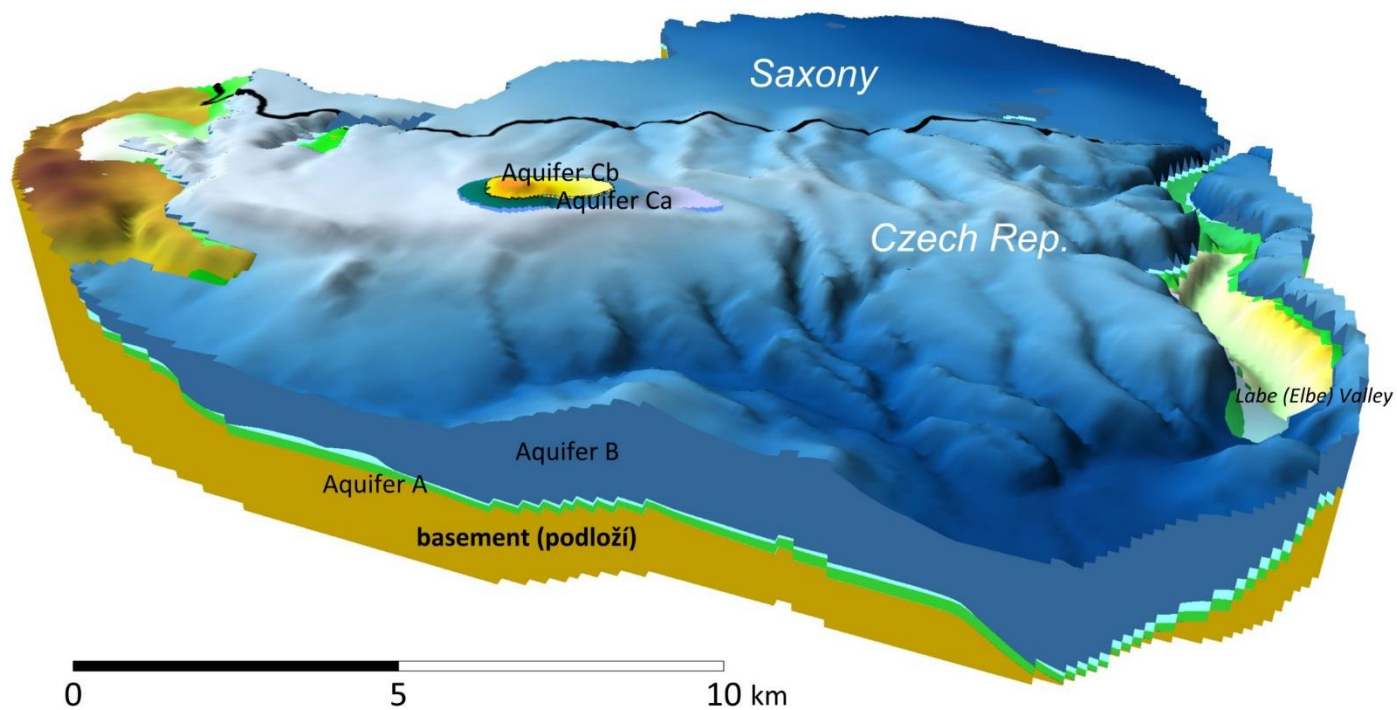 Saxony
Aquifer Cb
Aquifer Ca
Czech Rep.
Labe (Elbe) Valley
Aquifer B
Aquifer A
basement (podloží)
0 5 10 km